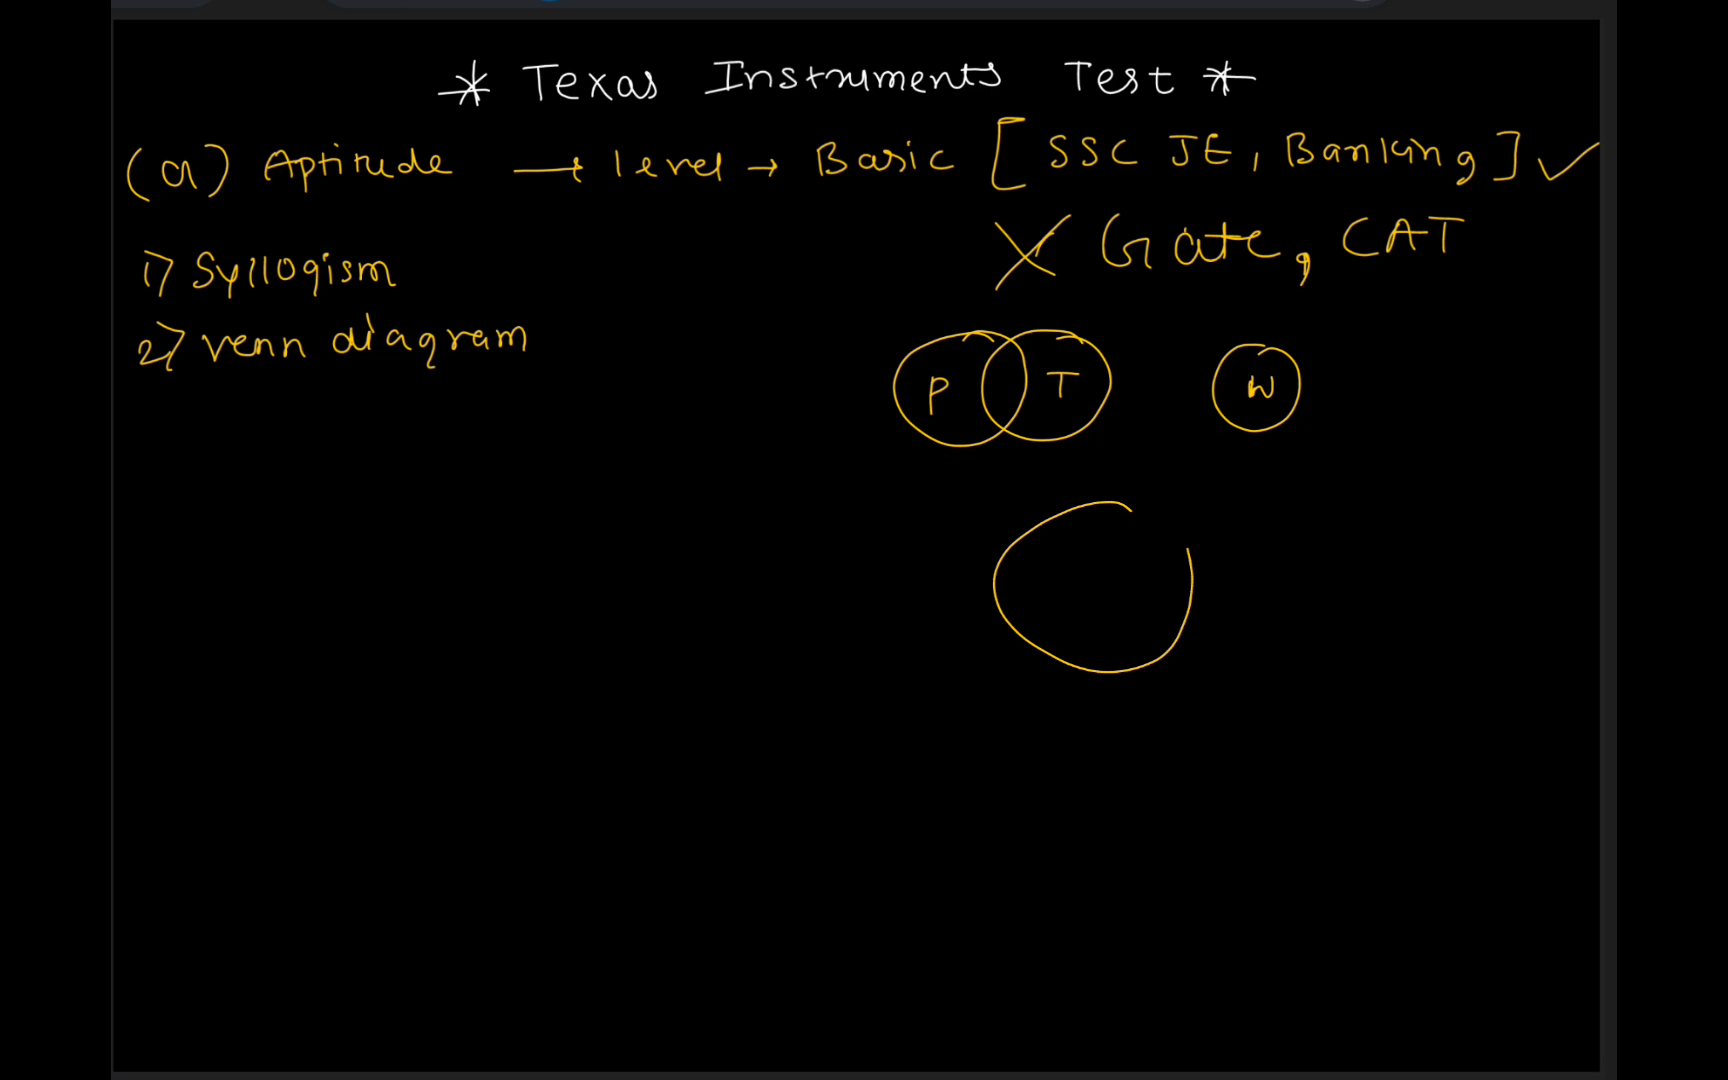 * Texas Instruments Test *
(a) Aptitude → level → Basic [SSC JE, Banking] ✓
X Gate, CAT
1) Syllogism
2) venn diagram
P T W